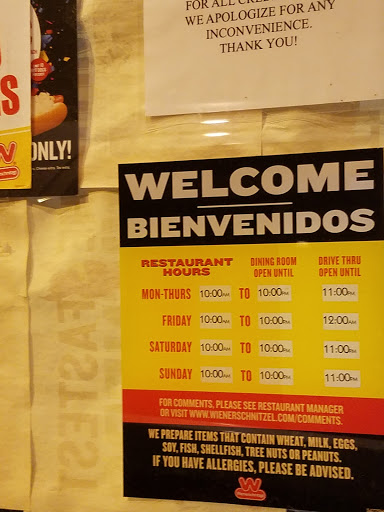 FOR ALL
WE APOLOGIZE FOR ANY
INCONVENIENCE.
THANK YOU!
S
ONLY!
WELCOME
BIENVENIDOS
RESTAURANT HOURS
DINING ROOM OPEN UNTIL
DRIVE THRU OPEN UNTIL
MON-THURS 10:00AM TO 10:00PM 11:00PM
FRIDAY 10:00AM TO 10:00PM 12:00AM
SATURDAY 10:00AM TO 10:00PM 11:00PM
SUNDAY 10:00AM TO 10:00PM 11:00PM
FOR COMMENTS, PLEASE SEE RESTAURANT MANAGER
OR VISIT WWW.WIENERSCHNITZEL.COM/COMMENTS.
WE PREPARE ITEMS THAT CONTAIN WHEAT, MILK, EGGS,
SOY, FISH, SHELLFISH, TREE NUTS OR PEANUTS.
IF YOU HAVE ALLERGIES, PLEASE BE ADVISED.
W
Wienerschnitzel